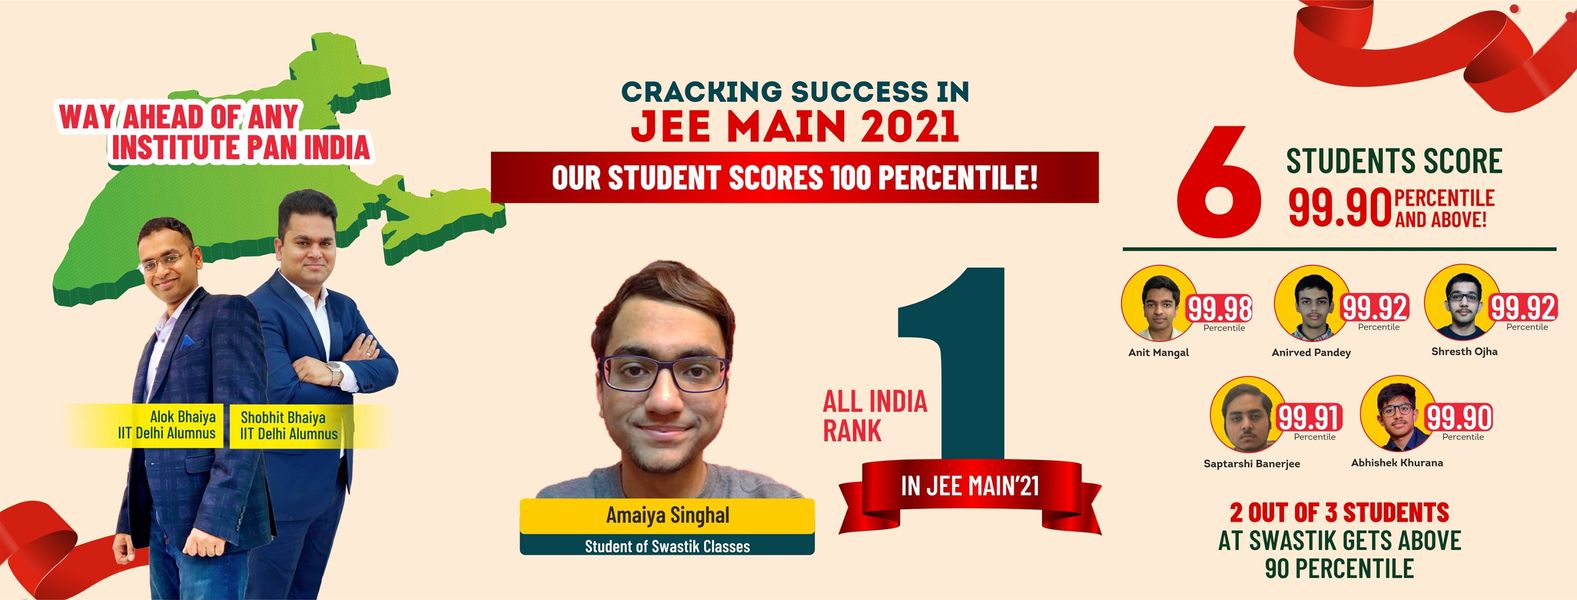 WAY AHEAD OF ANY
INSTITUTE PAN INDIA
Alok Bhaiya
IIT Delhi Alumnus
Shobhit Bhaiya
IIT Delhi Alumnus
CRACKING SUCCESS IN
JEE MAIN 2021
OUR STUDENT SCORES 100 PERCENTILE!
ALL INDIA
RANK
1
IN JEE MAIN'21
Amaiya Singhal
Student of Swastik Classes
6
STUDENTS SCORE
99.90 PERCENTILE
AND ABOVE!
99.98
Percentile
Anit Mangal
99.92
Percentile
Anirved Pandey
99.92
Percentile
Shresth Ojha
99.91
Percentile
Saptarshi Banerjee
99.90
Percentile
Abhishek Khurana
2 OUT OF 3 STUDENTS
AT SWASTIK GETS ABOVE
90 PERCENTILE